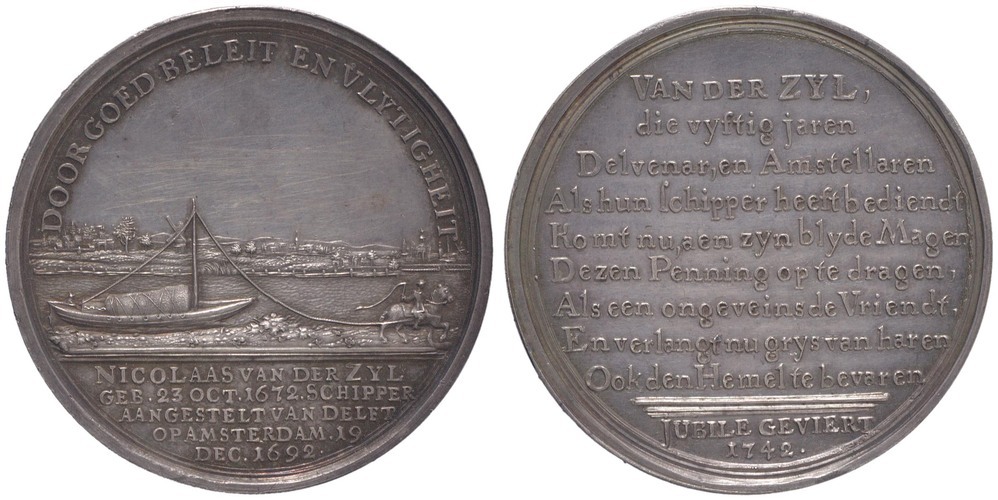 DOOR GOED BELEIT EN VLYTIGHEIT.
NICOLAAS VAN DER ZYL
GEB. 23 OCT. 1672. SCHIPPER
AANGESTELT VAN DELFT
OP AMSTERDAM. 19
DEC. 1692.
VAN DER ZYL,
die vyftig jaren
Delvenar, en Amstellaren
Als hun schipper heeft bediendt
Komt nu, aen zyn blyde Magen
Dezen Penning op te dragen,
Als een ongeveinsde Vriendt,
En verlangt nu grys van haren
Ook den Hemel te bevaren
JUBILE GEVIERT
1742.